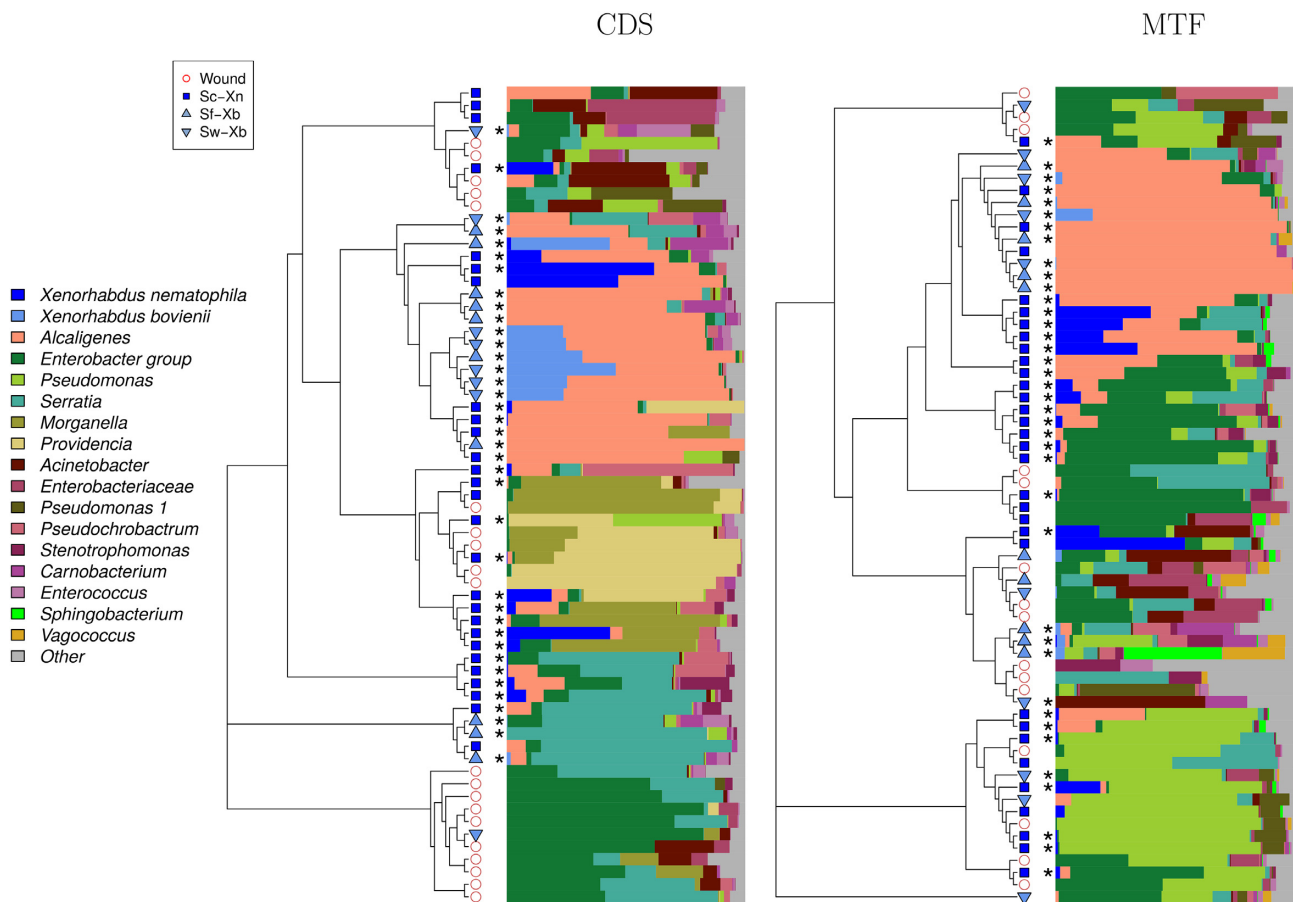 CDS
MTF
Wound
Sc−Xn
Sf−Xb
Sw−Xb
Xenorhabdus nematophila
Xenorhabdus bovienii
Alcaligenes
Enterobacter group
Pseudomonas
Serratia
Morganella
Providencia
Acinetobacter
Enterobacteriaceae
Pseudomonas 1
Pseudochrobactrum
Stenotrophomonas
Carnobacterium
Enterococcus
Sphingobacterium
Vagococcus
Other